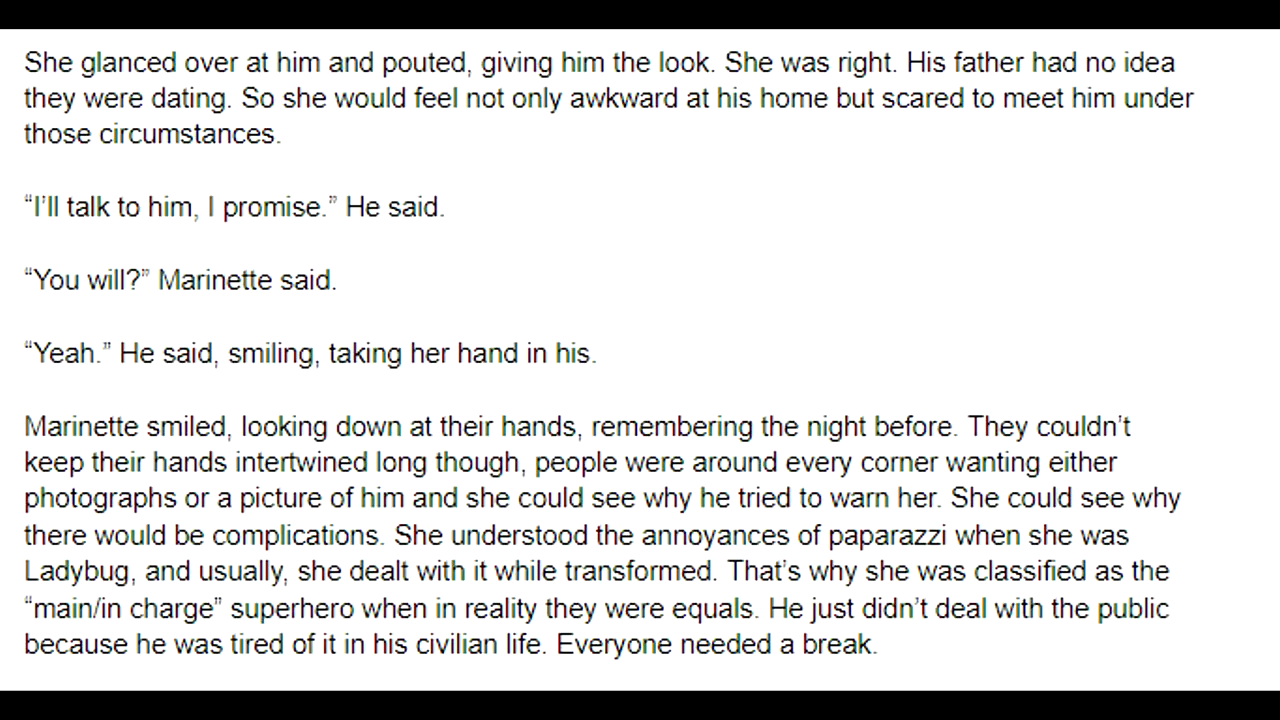 She glanced over at him and pouted, giving him the look. She was right. His father had no idea
they were dating. So she would feel not only awkward at his home but scared to meet him under
those circumstances.
“I’ll talk to him, I promise.” He said.
“You will?” Marinette said.
“Yeah.” He said, smiling, taking her hand in his.
Marinette smiled, looking down at their hands, remembering the night before. They couldn’t
keep their hands intertwined long though, people were around every corner wanting either
photographs or a picture of him and she could see why he tried to warn her. She could see why
there would be complications. She understood the annoyances of paparazzi when she was
Ladybug, and usually, she dealt with it while transformed. That’s why she was classified as the
“main/in charge” superhero when in reality they were equals. He just didn’t deal with the public
because he was tired of it in his civilian life. Everyone needed a break.